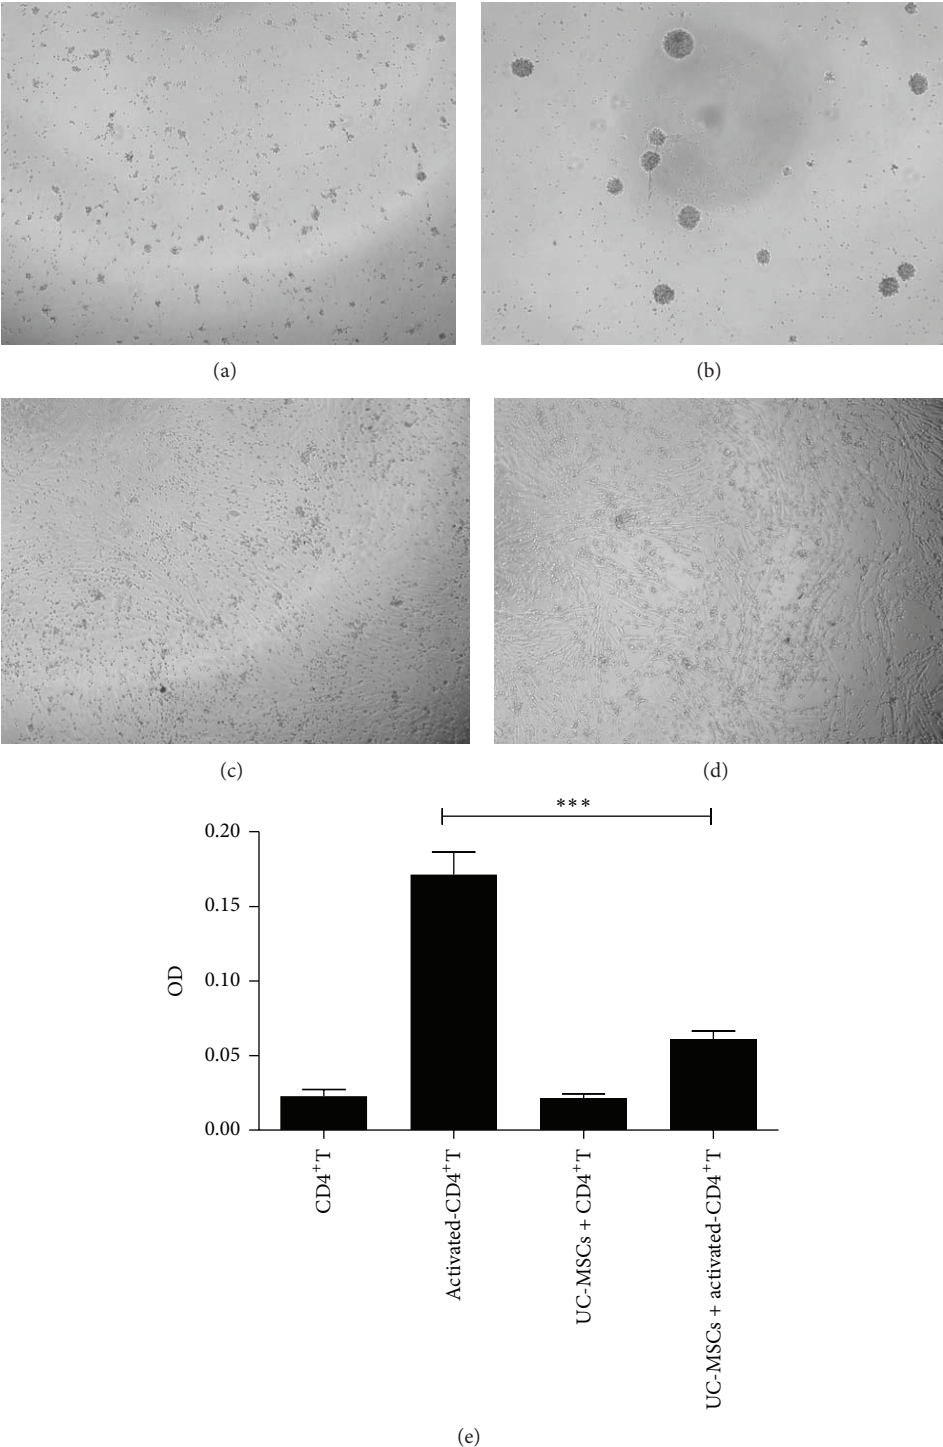 (a)
(b)
(c)
(d)
***
0.20
0.15
0.10
0.05
0.00
OD
CD4⁺T
Activated-CD4⁺T
UC-MSCs + CD4⁺T
UC-MSCs + activated-CD4⁺T
(e)